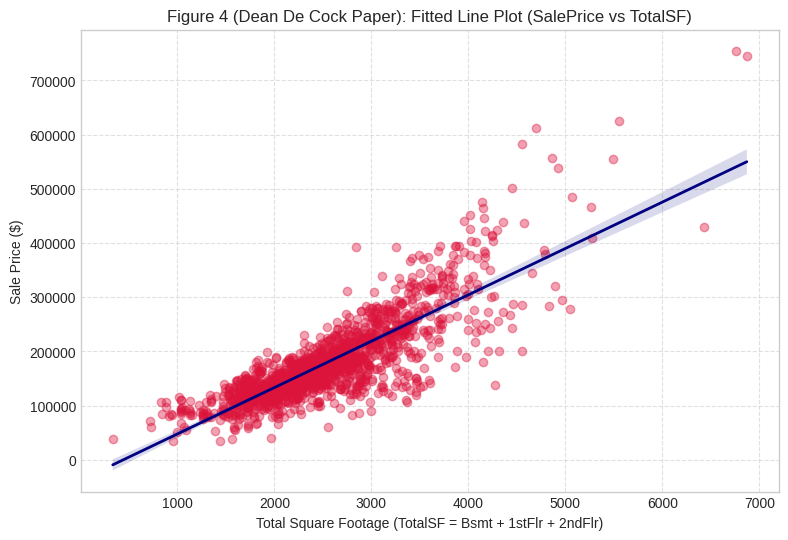 Figure 4 (Dean De Cock Paper): Fitted Line Plot (SalePrice vs TotalSF)
Sale Price ($)
700000
600000
500000
400000
300000
200000
100000
0
1000 2000 3000 4000 5000 6000 7000
Total Square Footage (TotalSF = Bsmt + 1stFlr + 2ndFlr)